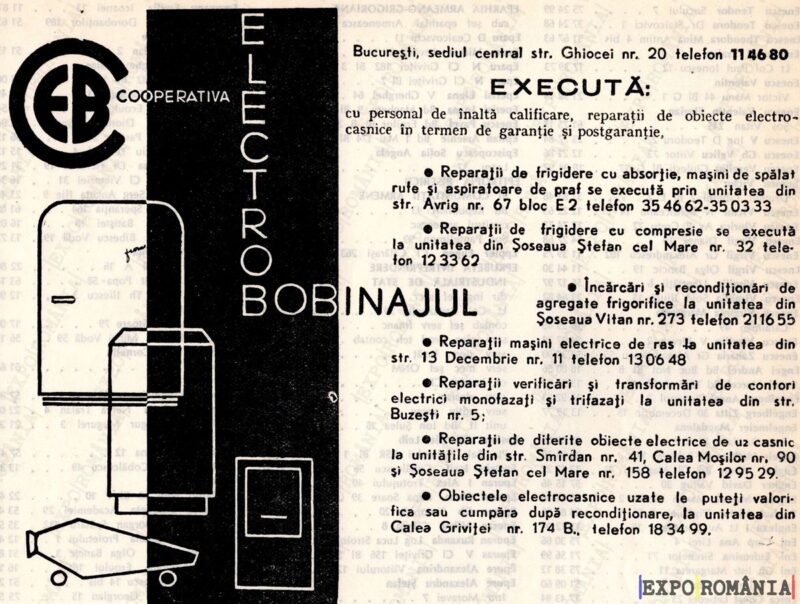 CEB
COOPERATIVA
ELECTROBOBINAJUL
București, sediul central str. Ghiocei nr. 20 telefon 11 46 80
EXECUTĂ:
cu personal de înaltă calificare, reparații de obiecte electro-
casnice în termen de garanție și postgaranție,
● Reparații de frigidere cu absorție, mașini de spălat
rufe și aspiratoare de praf se execută prin unitatea din
str. Avrig nr. 67 bloc E 2 telefon 35 46 62-35 03 33
● Reparații de frigidere cu compresie se execută
la unitatea din Șoseaua Ștefan cel Mare nr. 32 tele-
fon 12 33 62
● Încărcări și recondiționări de
agregate frigorifice la unitatea din
Șoseaua Vitan nr. 273 telefon 21 16 55
● Reparații mașini electrice de ras la unitatea din
str. 13 Decembrie nr. 11 telefon 13 06 48
● Reparații verificări și transformări de contori
electrici monofazați și trifazați la unitatea din str.
Buzești nr. 5;
● Reparații de diferite obiecte electrice de uz casnic
la unitățile din str. Smîrdan nr. 41, Calea Moșilor nr. 90
și Șoseaua Ștefan cel Mare nr. 158 telefon 12 95 29.
● Obiectele electrocasnice uzate le puteți valori-
fica sau cumpăra după recondiționare, la unitatea din
Calea Griviței nr. 174 B., telefon 18 34 99.
EXPO ROMÂNIA